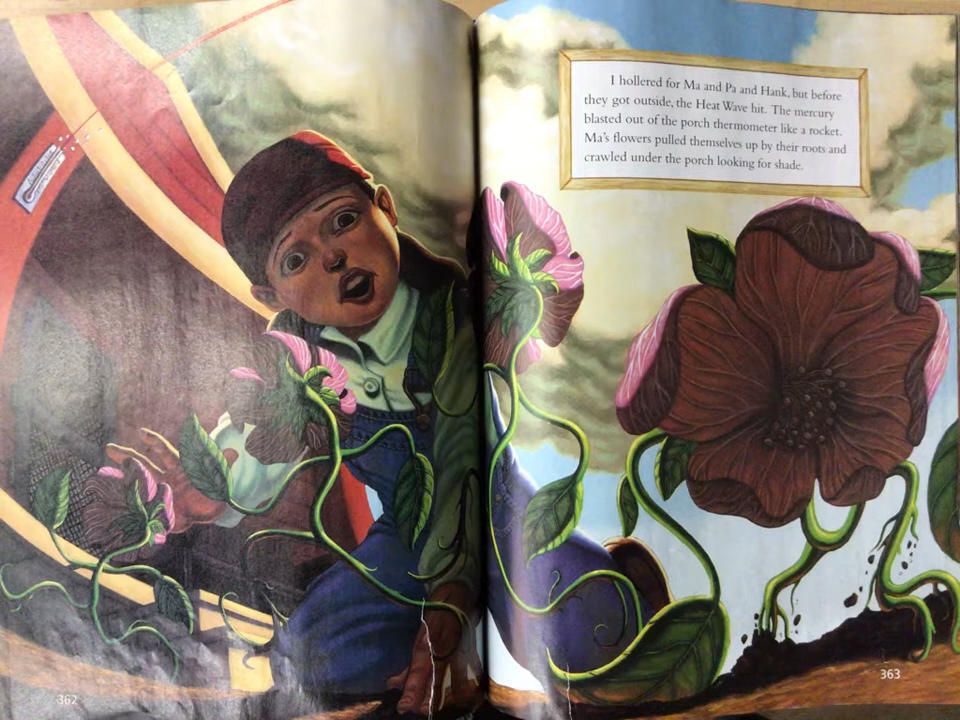 I hollered for Ma and Pa and Hank, but before
they got outside, the Heat Wave hit. The mercury
blasted out of the porch thermometer like a rocket.
Ma's flowers pulled themselves up by their roots and
crawled under the porch looking for shade.
362
363